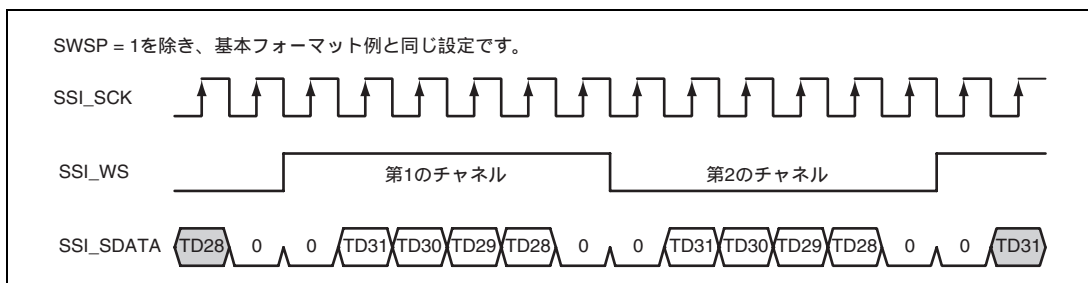 SWSP = 1を除き、基本フォーマット例と同じ設定です。
SSI_SCK
SSI_WS 第1のチャネル 第2のチャネル
SSI_SDATA TD28 0 0 TD31 TD30 TD29 TD28 0 0 TD31 TD30 TD29 TD28 0 0 TD31